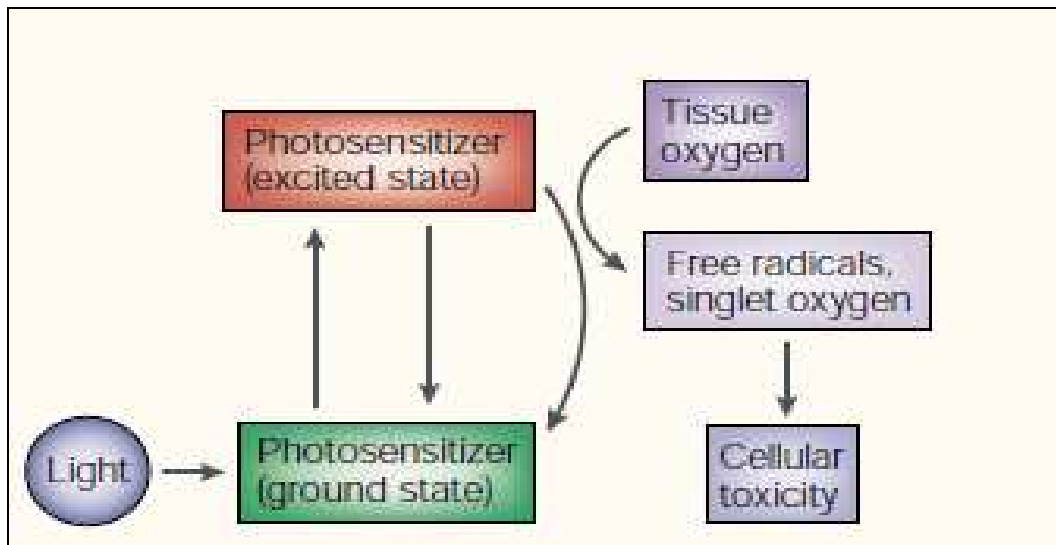 Photosensitizer
(excited state)
Tissue
oxygen
Free radicals,
singlet oxygen
Light
Photosensitizer
(ground state)
Cellular
toxicity